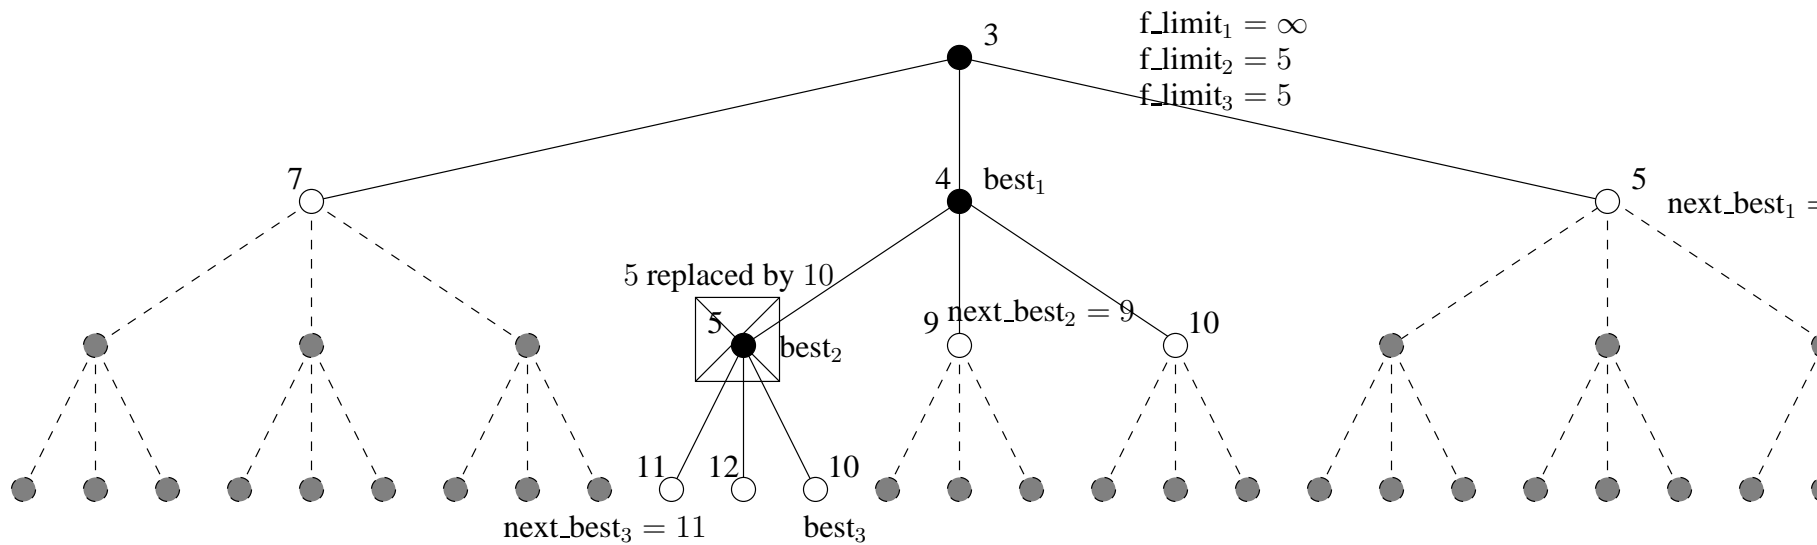 3
f_limit₁ = ∞
f_limit₂ = 5
f_limit₃ = 5
7
4
best₁
5
next_best₁ =
5 replaced by 10
5
best₂
9
next_best₂ = 9
10
11
12
10
next_best₃ = 11
best₃